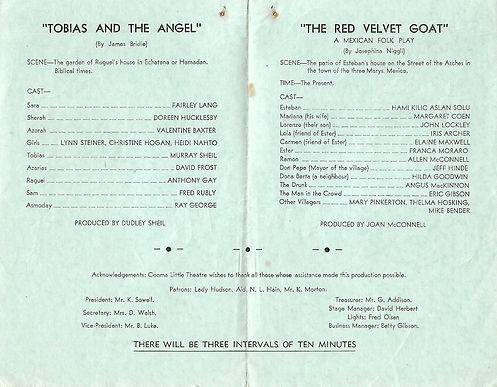 "TOBIAS AND THE ANGEL"
(By James Bridie)
SCENE—The garden of Raguel's house in Echatana or Hamadan.
Biblical times.
CAST—
Sara FAIRLEY LANG
Sherah DOREEN HUCKLESBY
Azorah VALENTINE BAXTER
Girls LYNN STEINER, CHRISTINE HOGAN, HEIDI NAHTO
Tobias MURRAY SHEIL
Azarias DAVID FROST
Raguel ANTHONY GAY
Sam FRED RUBLY
Asmoday RAY GEORGE
PRODUCED BY DUDLEY SHEIL
"THE RED VELVET GOAT"
A MEXICAN FOLK PLAY
(By Josephina Niggli)
SCENE—The patio of Esteban's house on the Street of the Arches in
the town of the three Marys, Mexico.
TIME—The Present.
CAST—
Esteban HAMI KILIC ASLAN SOLU
Mariana (his wife) MARGARET COEN
Lorenzo (their son) JOHN LOCKLEY
Lola (friend of Ester) IRIS ARCHER
Carmen (friend of Ester) ELAINE MAXWELL
Ester FRANCA MORARO
Ramon ALLEN McCONNELL
Don Pepe (Mayor of the village) JEFF HINDE
Dona Berta (a neighbour) HILDA GOODWIN
The Drunk ANGUS MacKINNON
The Man in the Crowd ERIC GIBSON
Other Villagers MARY PINKERTON, THELMA HOSKING,
MIKE BENDER
PRODUCED BY JOAN McCONNELL
Acknowledgements: Cooma Little Theatre wishes to thank all those whose assistance made this production possible.
Patrons: Lady Hudson, Ald. N. L. Hain, Mr. K. Morton.
President: Mr. K. Sowell.
Secretary: Mrs. D. Walsh.
Vice-President: Mr. B. Luke.
Treasurer: Mr. G. Addison.
Stage Manager: David Herbert
Lights: Fred Olsen
Business Manager: Betty Gibson.
THERE WILL BE THREE INTERVALS OF TEN MINUTES